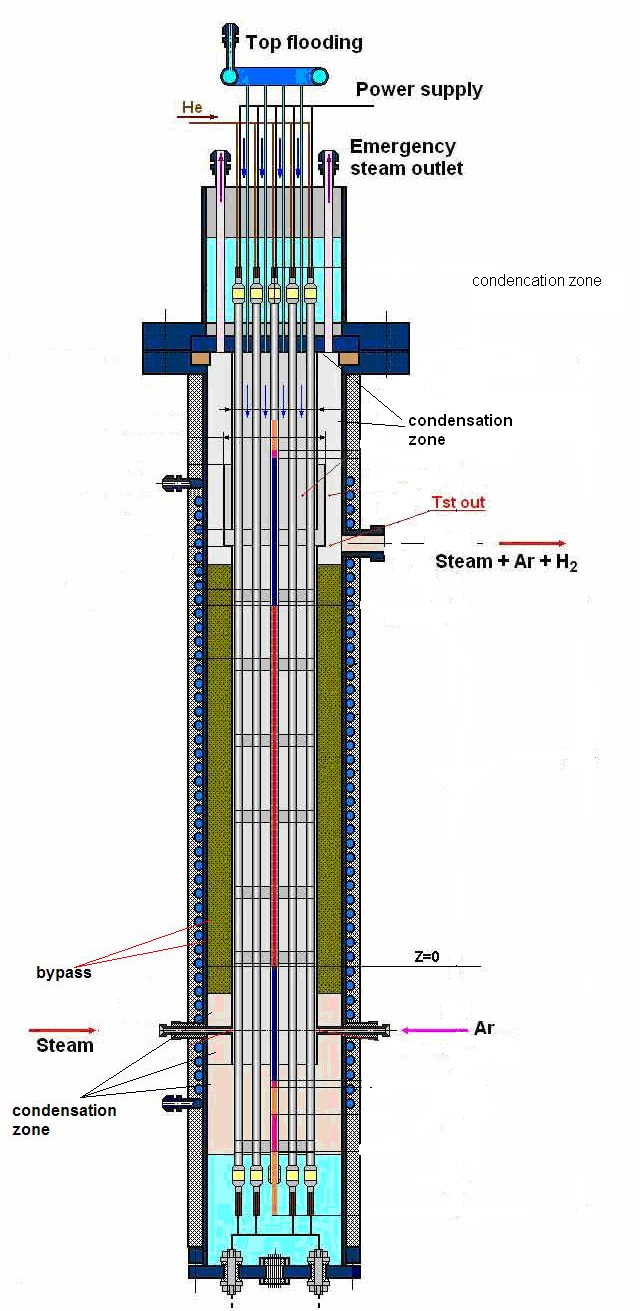 Top flooding
Power supply
He
Emergency
steam outlet
condencation zone
condensation
zone
Tst out
Steam + Ar + H₂
bypass
Z=0
Steam
Ar
condensation
zone